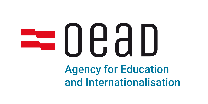 OEAD
Agency for Education
and Internationalisation